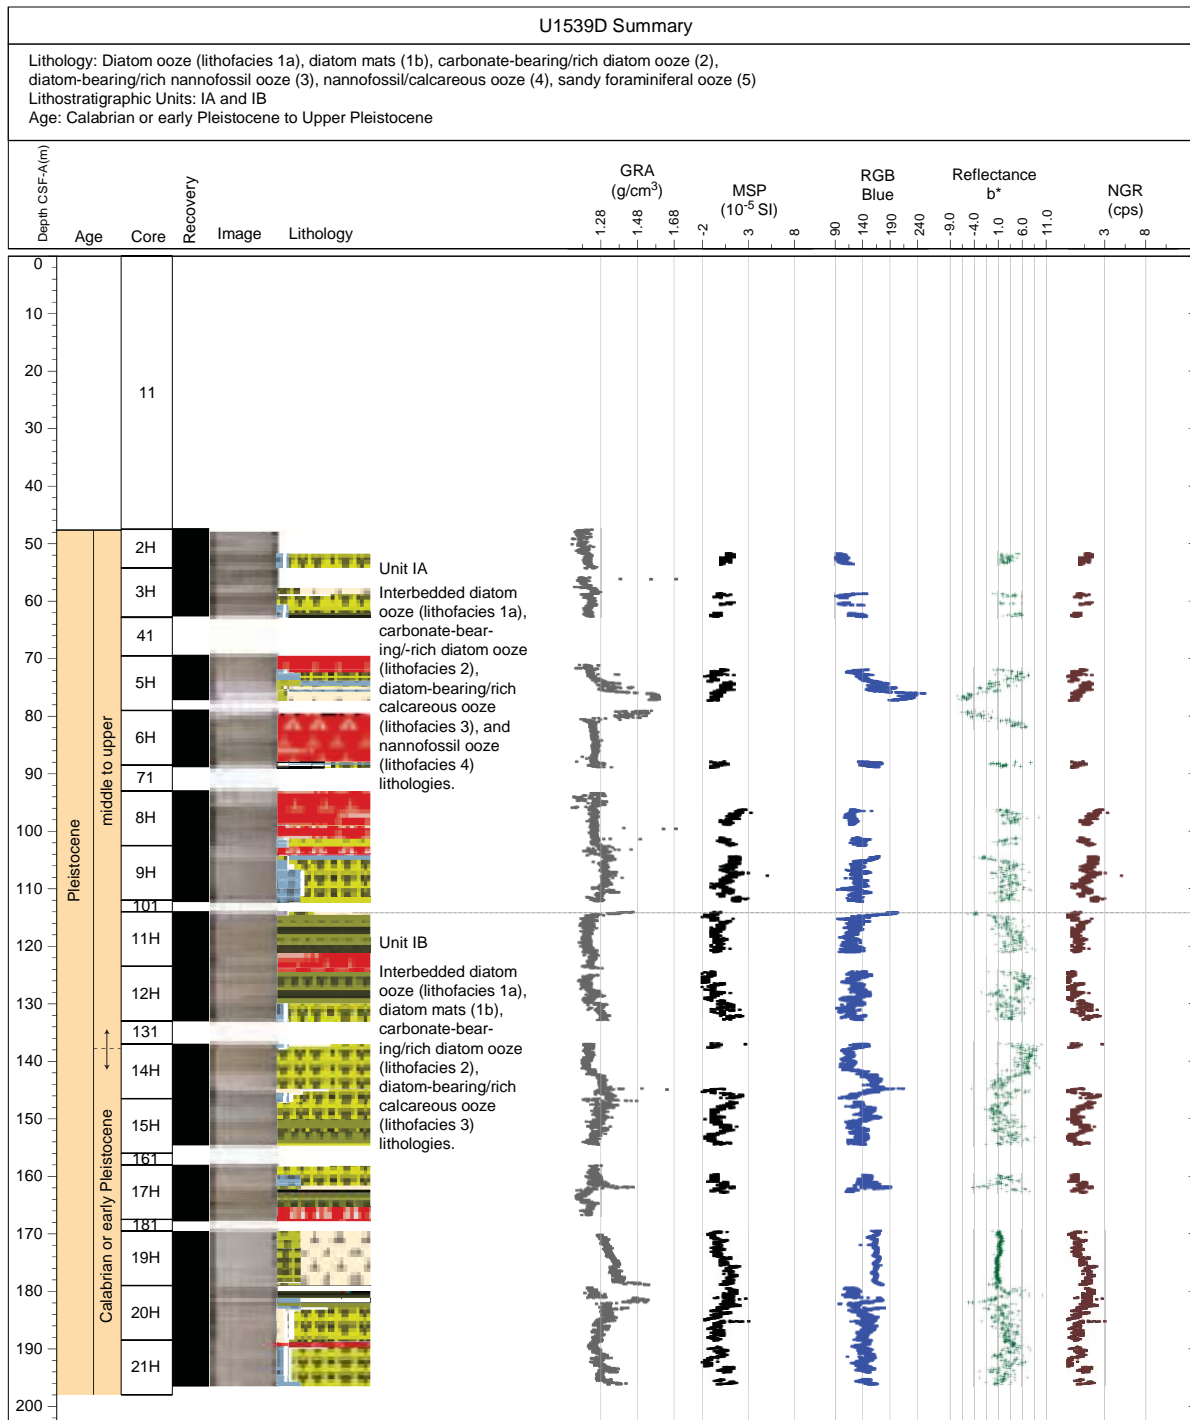 U1539D Summary
Lithology: Diatom ooze (lithofacies 1a), diatom mats (1b), carbonate-bearing/rich diatom ooze (2),
diatom-bearing/rich nannofossil ooze (3), nannofossil/calcareous ooze (4), sandy foraminiferal ooze (5)
Lithostratigraphic Units: IA and IB
Age: Calabrian or early Pleistocene to Upper Pleistocene
Depth CSF-A(m)
Age
Core
Recovery
Image
Lithology
GRA
(g/cm³)
1.28 1.48 1.68
MSP
(10⁻⁵ SI)
-2 3 8
RGB
Blue
90 140 190 240
Reflectance
b*
-9.0 -4.0 1.0 6.0 11.0
NGR
(cps)
3 8
0
10
20
30
40
50
60
70
80
90
100
110
120
130
140
150
160
170
180
190
200
Pleistocene
middle to upper
Calabrian or early Pleistocene
11
2H
3H
41
5H
6H
71
8H
9H
101
11H
12H
131
14H
15H
161
17H
181
19H
20H
21H
Unit IA
Interbedded diatom
ooze (lithofacies 1a),
carbonate-bear-
ing/-rich diatom ooze
(lithofacies 2),
diatom-bearing/rich
calcareous ooze
(lithofacies 3), and
nannofossil ooze
(lithofacies 4)
lithologies.
Unit IB
Interbedded diatom
ooze (lithofacies 1a),
diatom mats (1b),
carbonate-bear-
ing/rich diatom ooze
(lithofacies 2),
diatom-bearing/rich
calcareous ooze
(lithofacies 3)
lithologies.